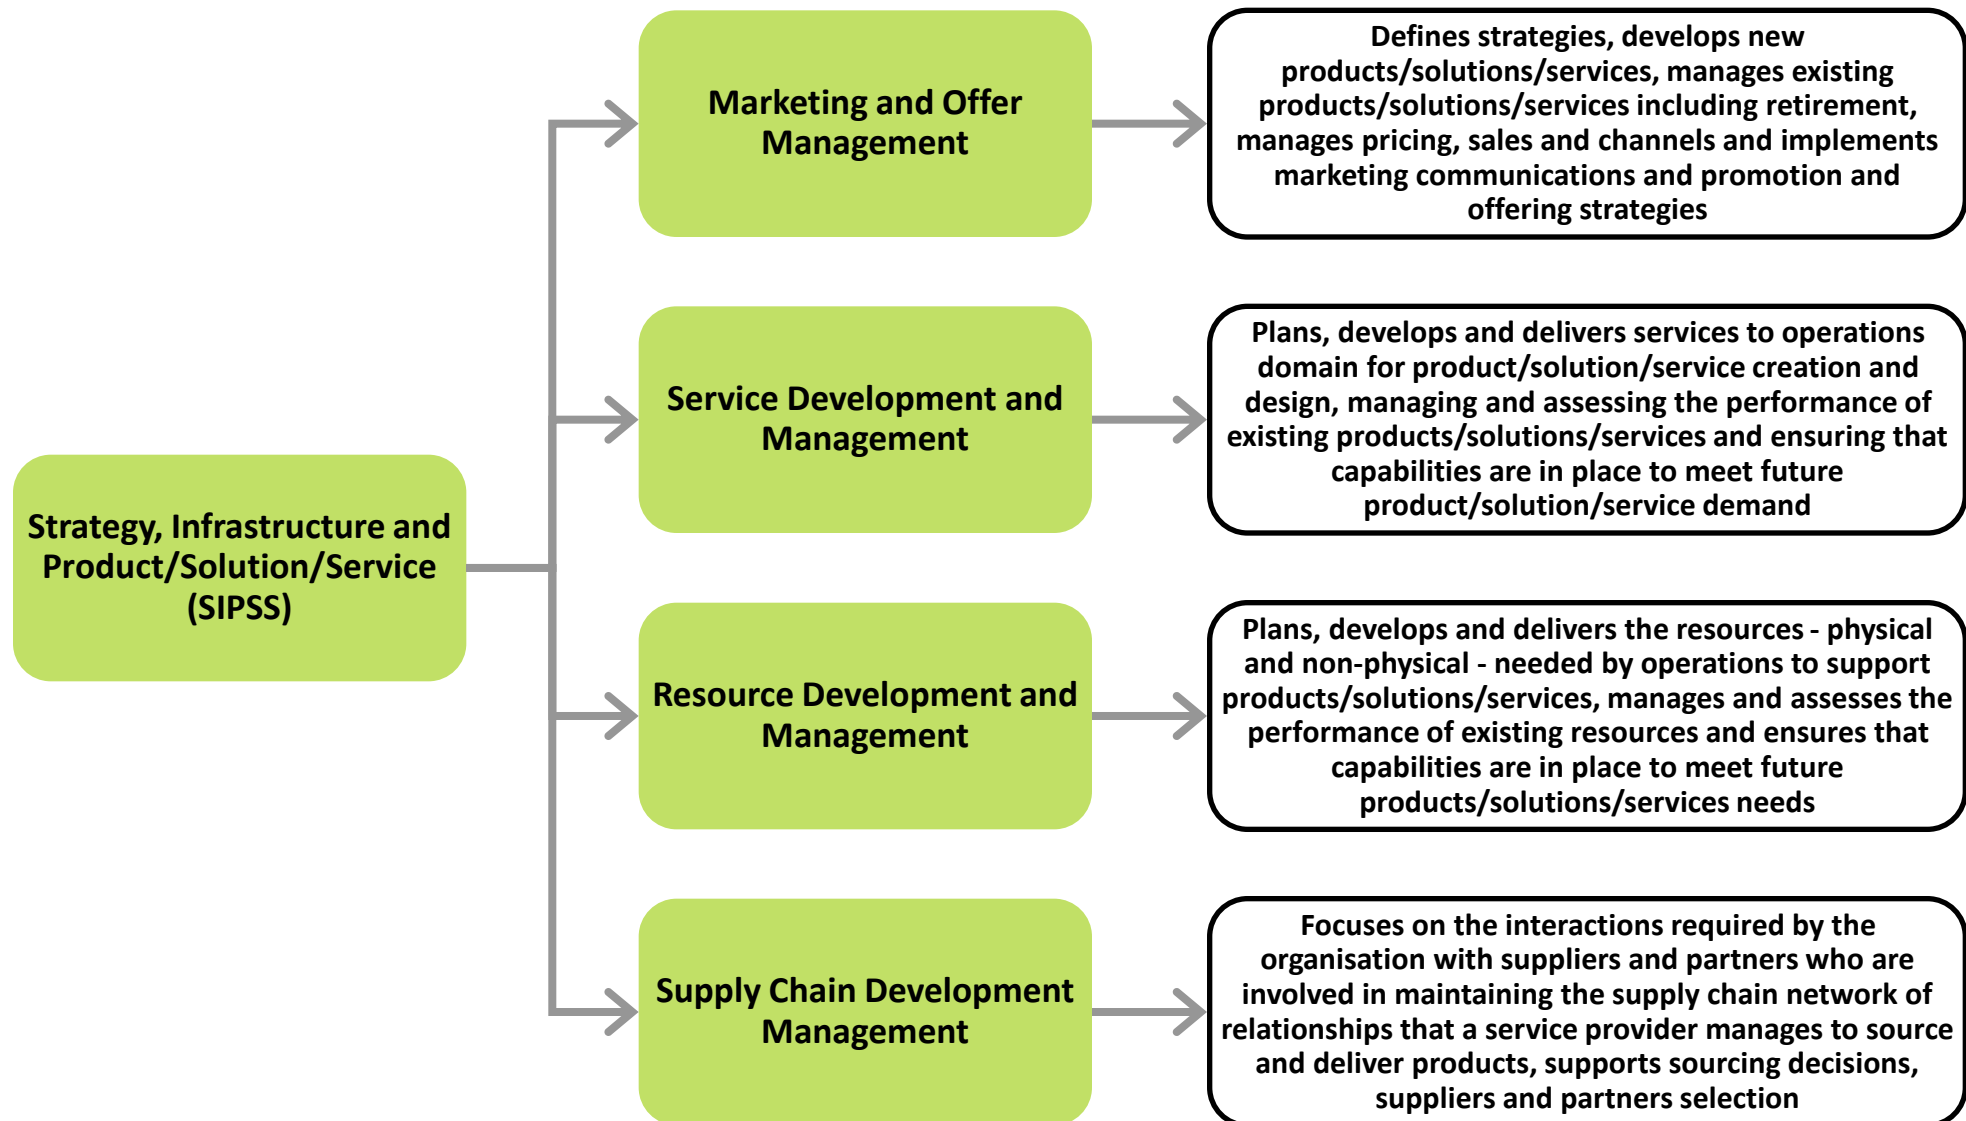 Strategy, Infrastructure and
Product/Solution/Service
(SIPSS)
Marketing and Offer
Management
Defines strategies, develops new
products/solutions/services, manages existing
products/solutions/services including retirement,
manages pricing, sales and channels and implements
marketing communications and promotion and
offering strategies
Service Development and
Management
Plans, develops and delivers services to operations
domain for product/solution/service creation and
design, managing and assessing the performance of
existing products/solutions/services and ensuring that
capabilities are in place to meet future
product/solution/service demand
Resource Development and
Management
Plans, develops and delivers the resources - physical
and non-physical - needed by operations to support
products/solutions/services, manages and assesses the
performance of existing resources and ensures that
capabilities are in place to meet future
products/solutions/services needs
Supply Chain Development
Management
Focuses on the interactions required by the
organisation with suppliers and partners who are
involved in maintaining the supply chain network of
relationships that a service provider manages to source
and deliver products, supports sourcing decisions,
suppliers and partners selection